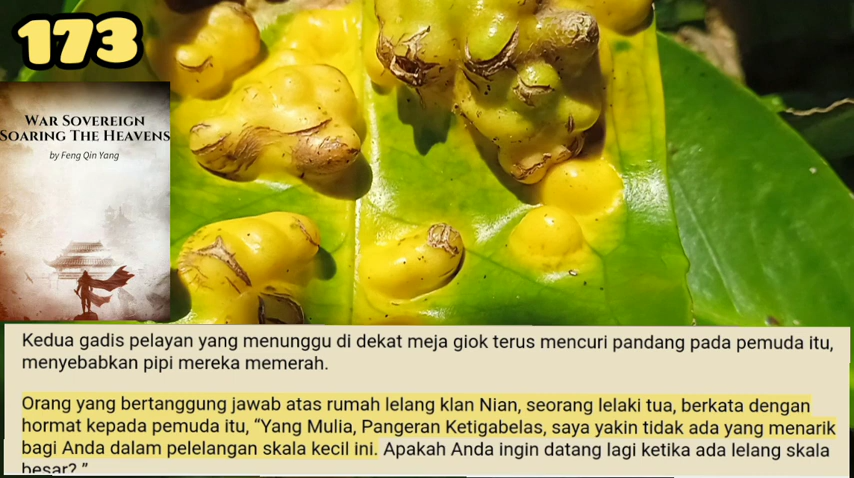 173
WAR SOVEREIGN
SOARING THE HEAVENS
by Feng Qin Yang
Kedua gadis pelayan yang menunggu di dekat meja giok terus mencuri pandang pada pemuda itu,
menyebabkan pipi mereka memerah.
Orang yang bertanggung jawab atas rumah lelang klan Nian, seorang lelaki tua, berkata dengan
hormat kepada pemuda itu, “Yang Mulia, Pangeran Ketigabelas, saya yakin tidak ada yang menarik
bagi Anda dalam pelelangan skala kecil ini. Apakah Anda ingin datang lagi ketika ada lelang skala
besar? ”